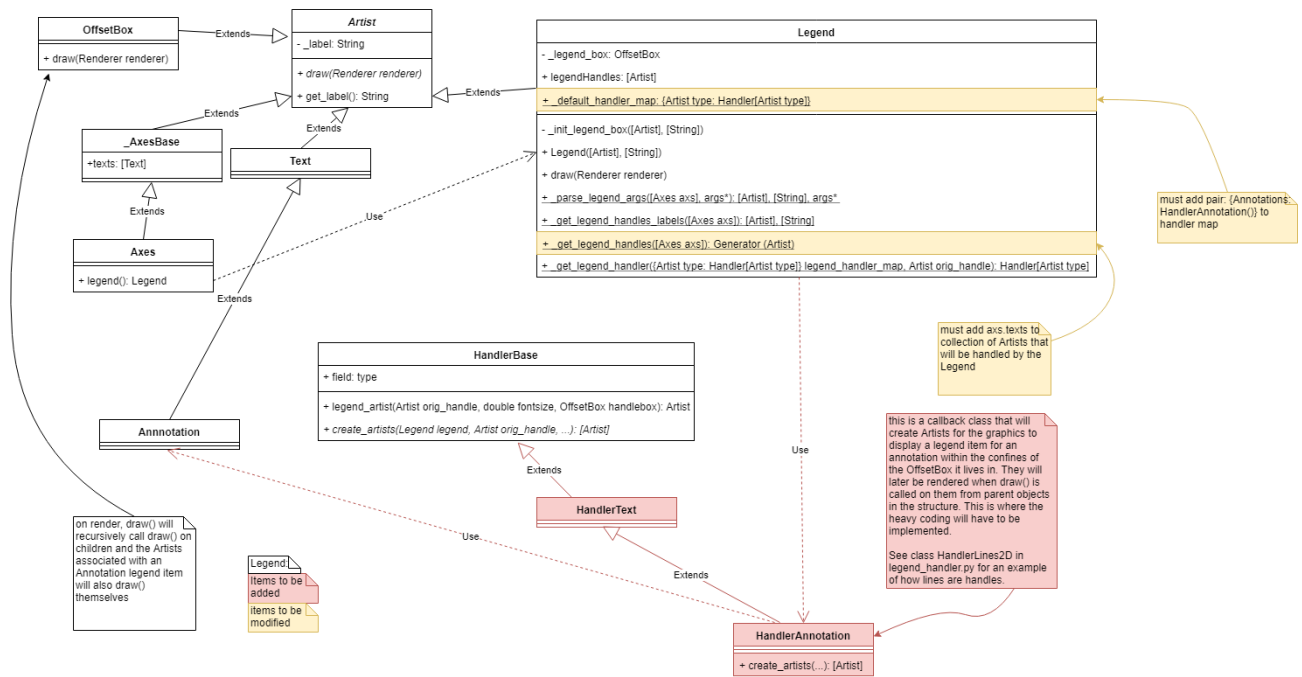 OffsetBox
+ draw(Renderer renderer)
Extends
Artist
- _label: String
+ draw(Renderer renderer)
+ get_label(): String
Extends
Legend
- _legend_box: OffsetBox
+ legendHandles: [Artist]
+ _default_handler_map: {Artist type: Handler[Artist type]}
- _init_legend_box([Artist], [String])
+ Legend([Artist], [String])
+ draw(Renderer renderer)
+ _parse_legend_args([Axes axs], args*): [Artist], [String], args*
+ _get_legend_handles_labels([Axes axs]): [Artist], [String]
+ _get_legend_handles([Axes axs]): Generator (Artist)
+ _get_legend_handler({Artist type: Handler[Artist type]} legend_handler_map, Artist orig_handle): Handler[Artist type]
Extends
Extends
_AxesBase
+texts: [Text]
Text
Extends
Use
Axes
+ legend(): Legend
Extends
must add pair: {Annotations:
HandlerAnnotation()} to
handler map
must add axs.texts to
collection of Artists that
will be handled by the
Legend
HandlerBase
+ field: type
+ legend_artist(Artist orig_handle, double fontsize, OffsetBox handlebox): Artist
+ create_artists(Legend legend, Artist orig_handle, ...): [Artist]
Annnotation
Extends
Use
this is a callback class that will
create Artists for the graphics to
display a legend item for an
annotation within the confines of
the OffsetBox it lives in. They will
later be rendered when draw() is
called on them from parent objects
in the structure. This is where the
heavy coding will have to be
implemented.
See class HandlerLines2D in
legend_handler.py for an example
of how lines are handles.
HandlerText
Use
Extends
on render, draw() will
recursively call draw() on
children and the Artists
associated with an
Annotation legend item
will also draw()
themselves
Legend:
Items to be
added
items to be
modified
HandlerAnnotation
+ create_artists(...): [Artist]